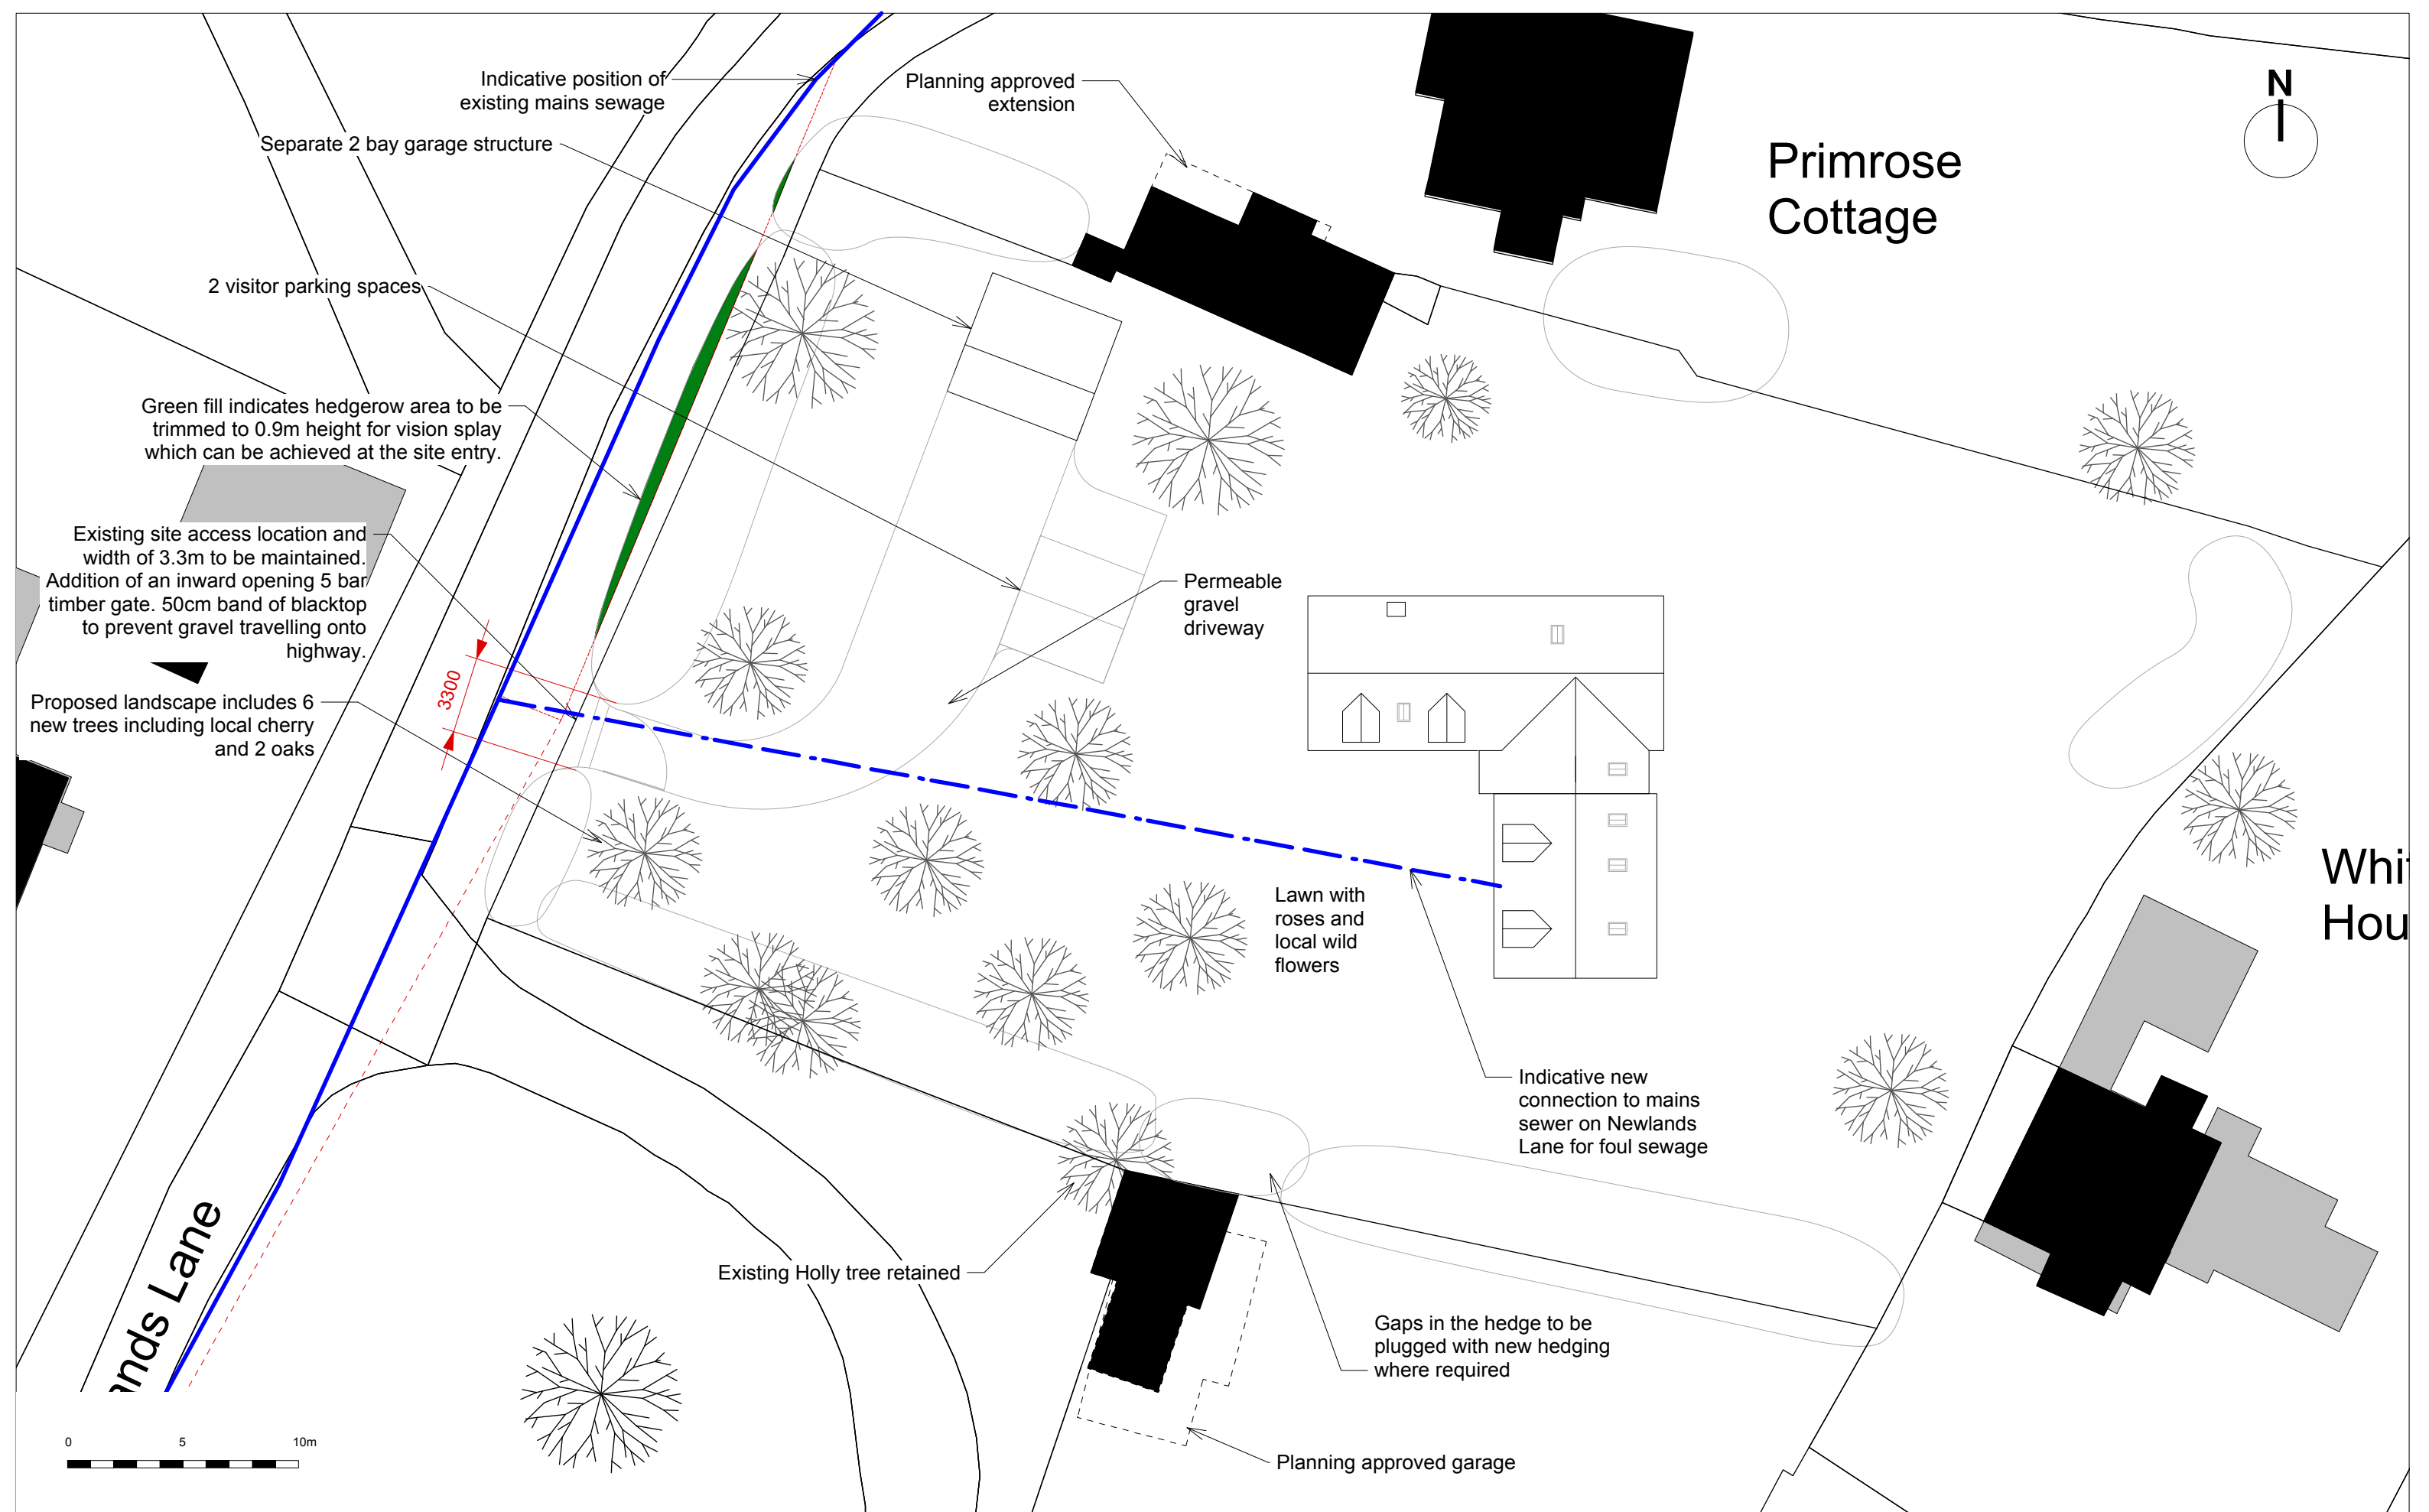 Indicative position of
existing mains sewage
Planning approved
extension
N
Separate 2 bay garage structure
Primrose
Cottage
2 visitor parking spaces
Green fill indicates hedgerow area to be
trimmed to 0.9m height for vision splay
which can be achieved at the site entry.
Existing site access location and
width of 3.3m to be maintained.
Addition of an inward opening 5 bar
timber gate. 50cm band of blacktop
to prevent gravel travelling onto
highway.
Permeable
gravel
driveway
3300
Proposed landscape includes 6
new trees including local cherry
and 2 oaks
Lawn with
roses and
local wild
flowers
Whi
Hou
Indicative new
connection to mains
sewer on Newlands
Lane for foul sewage
ands Lane
Existing Holly tree retained
Gaps in the hedge to be
plugged with new hedging
where required
Planning approved garage
0 5 10m